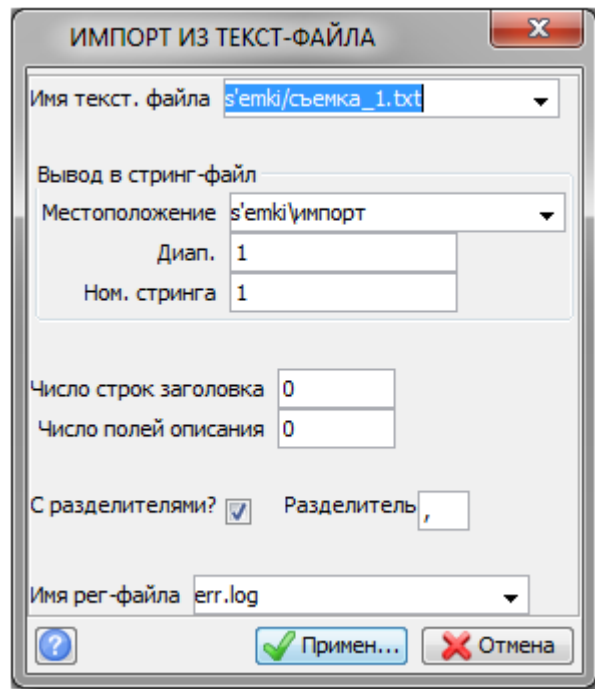 ИМПОРТ ИЗ ТЕКСТ-ФАЙЛА
Имя текст. файла s'emki/съемка_1.txt
Вывод в стринг-файл
Местоположение s'emki\импорт
Диап. 1
Ном. стринга 1
Число строк заголовка 0
Число полей описания 0
С разделителями? Разделитель ,
Имя рег-файла err.log
? Примен... Отмена